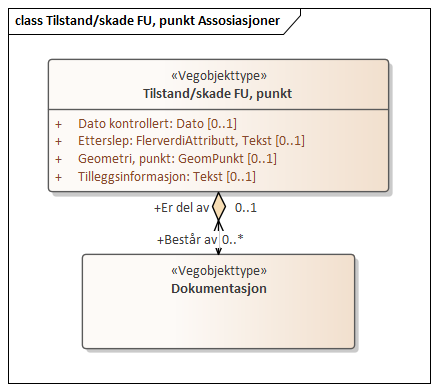 class Tilstand/skade FU, punkt Assosiasjoner
«Vegobjekttype»
Tilstand/skade FU, punkt
+ Dato kontrollert: Dato [0..1]
+ Etterslep: FlerverdiAttributt, Tekst [0..1]
+ Geometri, punkt: GeomPunkt [0..1]
+ Tilleggsinformasjon: Tekst [0..1]
+Er del av 0..1
+Består av 0..*
«Vegobjekttype»
Dokumentasjon